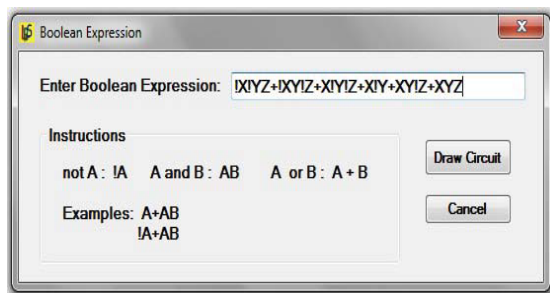 Boolean Expression
Enter Boolean Expression: !X!YZ+!XY!Z+X!Y!Z+X!Y+XY!Z+XYZ
Instructions
not A : !A A and B : AB A or B : A + B
Examples: A+AB
!A+AB
Draw Circuit
Cancel